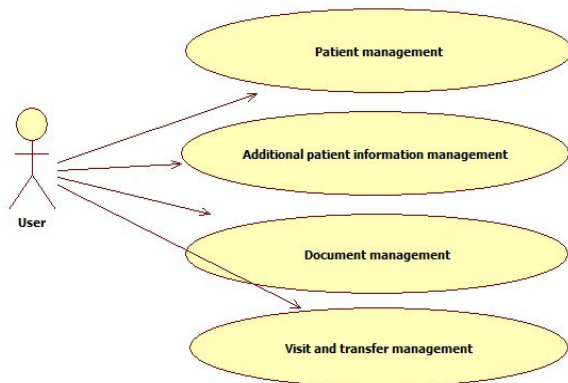 Patient management
Additional patient information management
User
Document management
Visit and transfer management